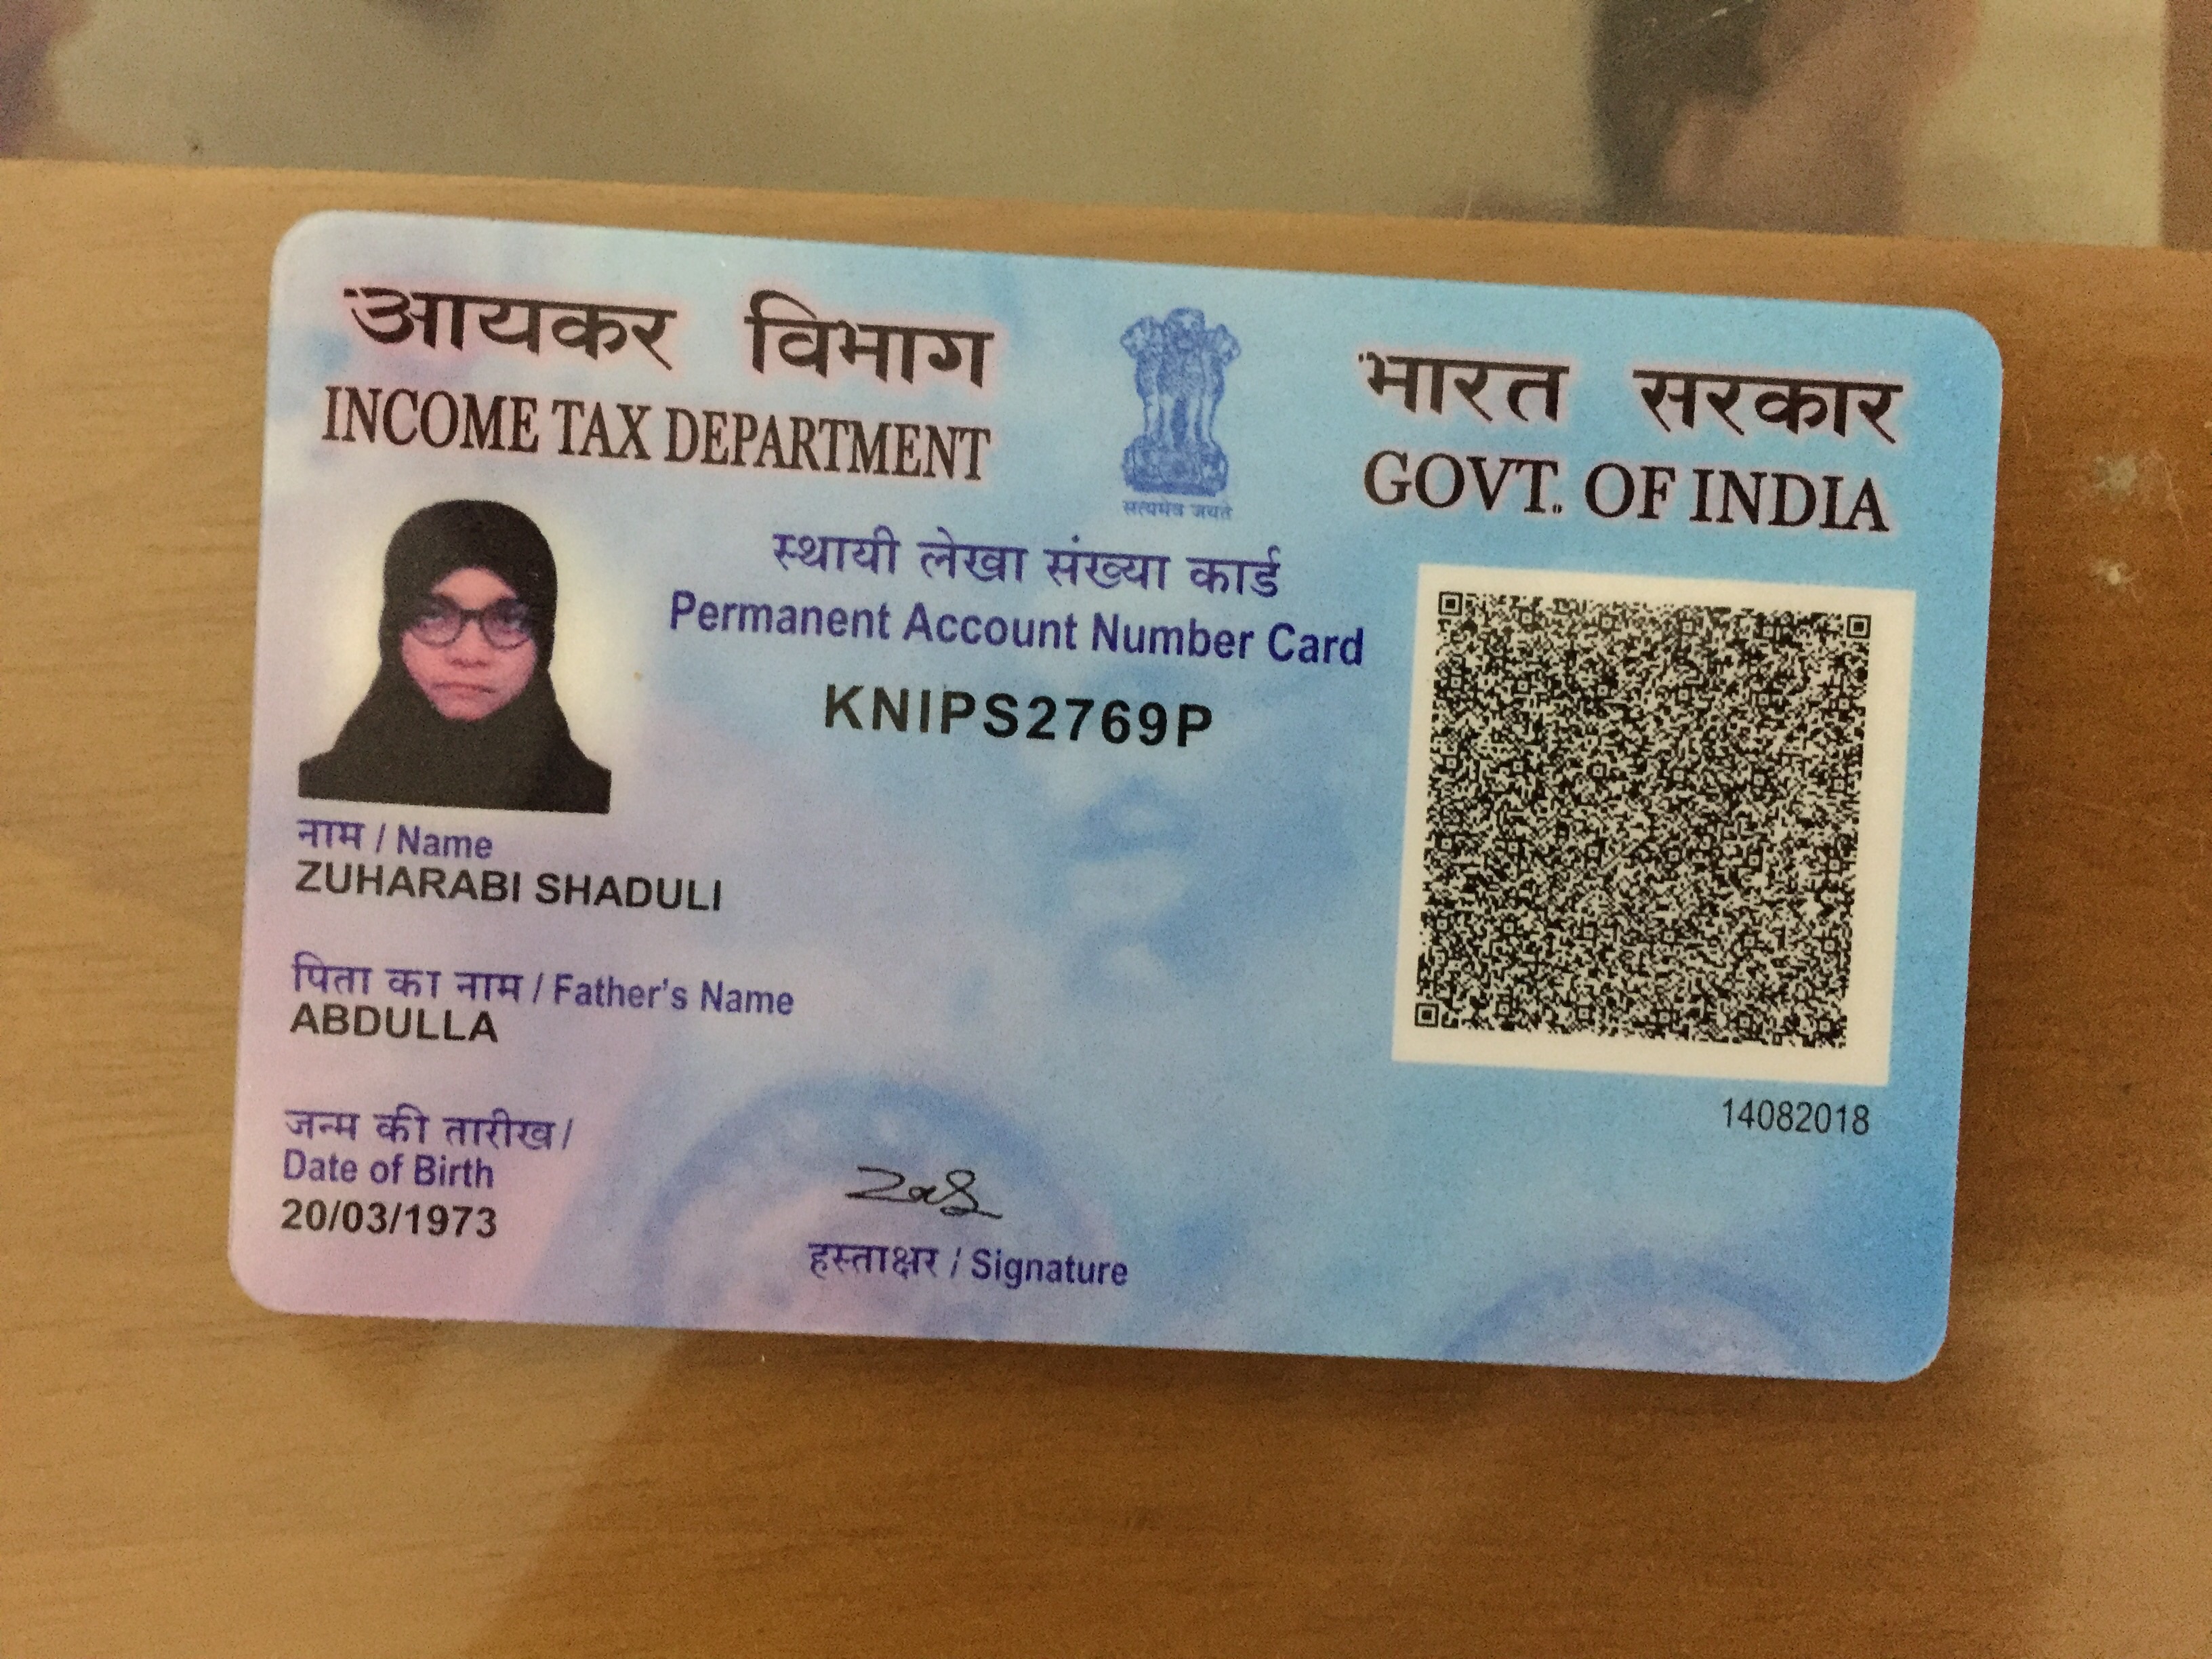 आयकर विभाग
INCOME TAX DEPARTMENT
भारत सरकार
GOVT. OF INDIA
सत्यमेव जयते
स्थायी लेखा संख्या कार्ड
Permanent Account Number Card
KNIPS2769P
नाम / Name
ZUHARABI SHADULI
पिता का नाम / Father's Name
ABDULLA
जन्म की तारीख /
Date of Birth
20/03/1973
हस्ताक्षर / Signature
14082018